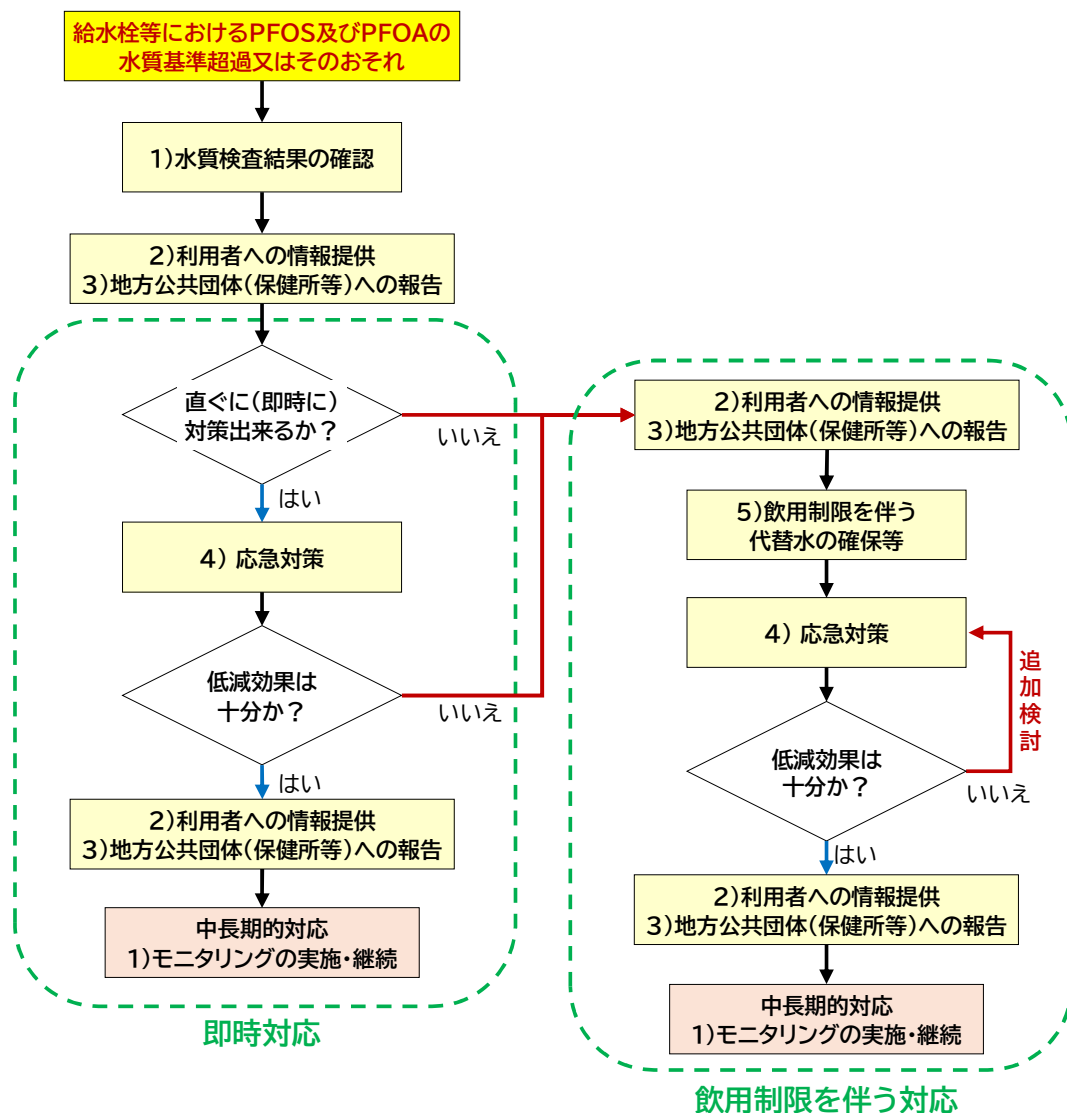 給水栓等におけるPFOS及びPFOAの
水質基準超過又はそのおそれ
1)水質検査結果の確認
2)利用者への情報提供
3)地方公共団体(保健所等)への報告
直ぐに(即時に)
対策出来るか？
いいえ
はい
4) 応急対策
低減効果は
十分か？
いいえ
はい
2)利用者への情報提供
3)地方公共団体(保健所等)への報告
中長期的対応
1)モニタリングの実施・継続
即時対応
2)利用者への情報提供
3)地方公共団体(保健所等)への報告
5)飲用制限を伴う
代替水の確保等
4) 応急対策
追加検討
低減効果は
十分か？
いいえ
はい
2)利用者への情報提供
3)地方公共団体(保健所等)への報告
中長期的対応
1)モニタリングの実施・継続
飲用制限を伴う対応